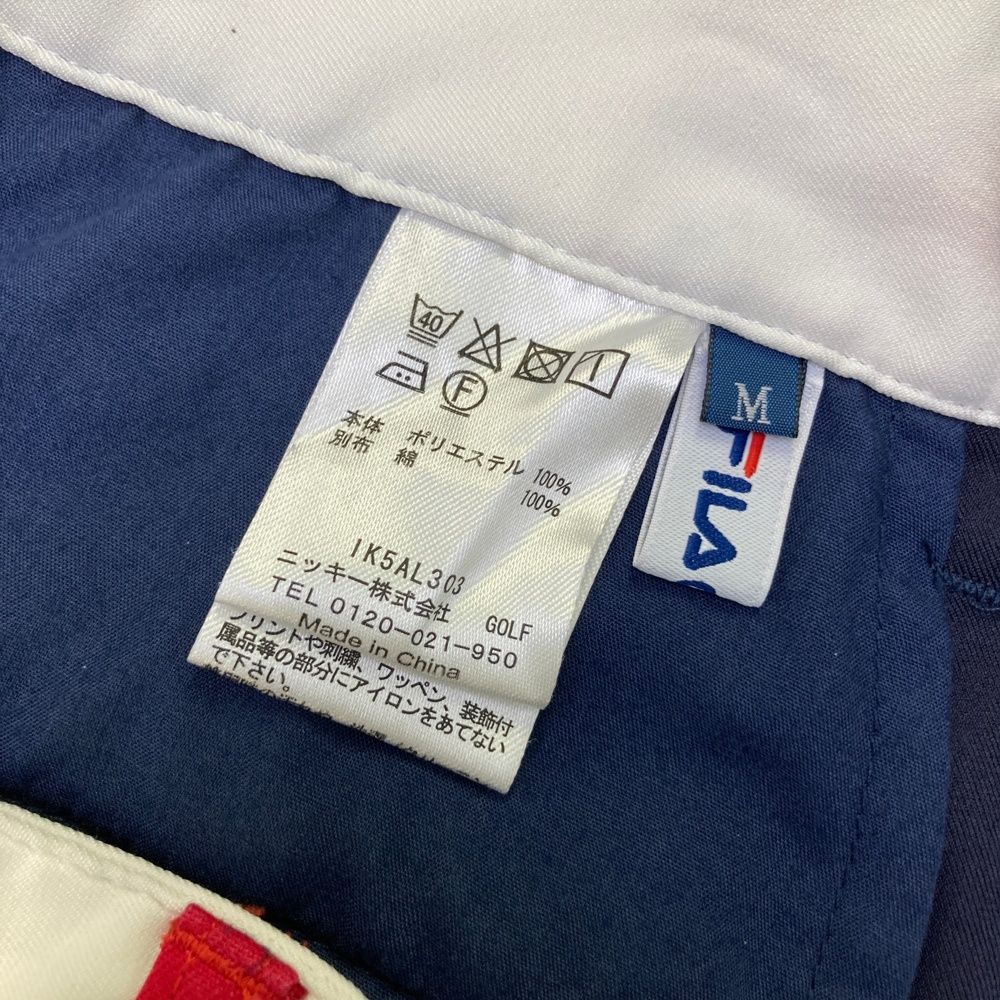 40
F
本体 ポリエステル 100%
別布 綿 100%
IK5AL303
ニッキー株式会社 GOLF
TEL 0120-021-950
Made in China
プリントや刺繍、ワッペン、装飾付
属品等の部分にアイロンをあてない
で下さい。
M
FILA